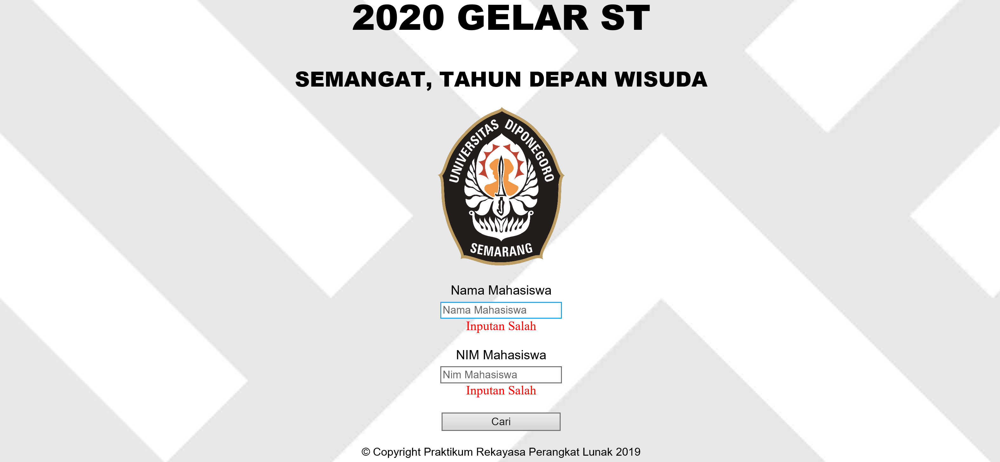 2020 GELAR ST
SEMANGAT, TAHUN DEPAN WISUDA
UNIVERSITAS DIPONEGORO
SEMARANG
Nama Mahasiswa
Nama Mahasiswa
Inputan Salah
NIM Mahasiswa
Nim Mahasiswa
Inputan Salah
Cari
© Copyright Praktikum Rekayasa Perangkat Lunak 2019